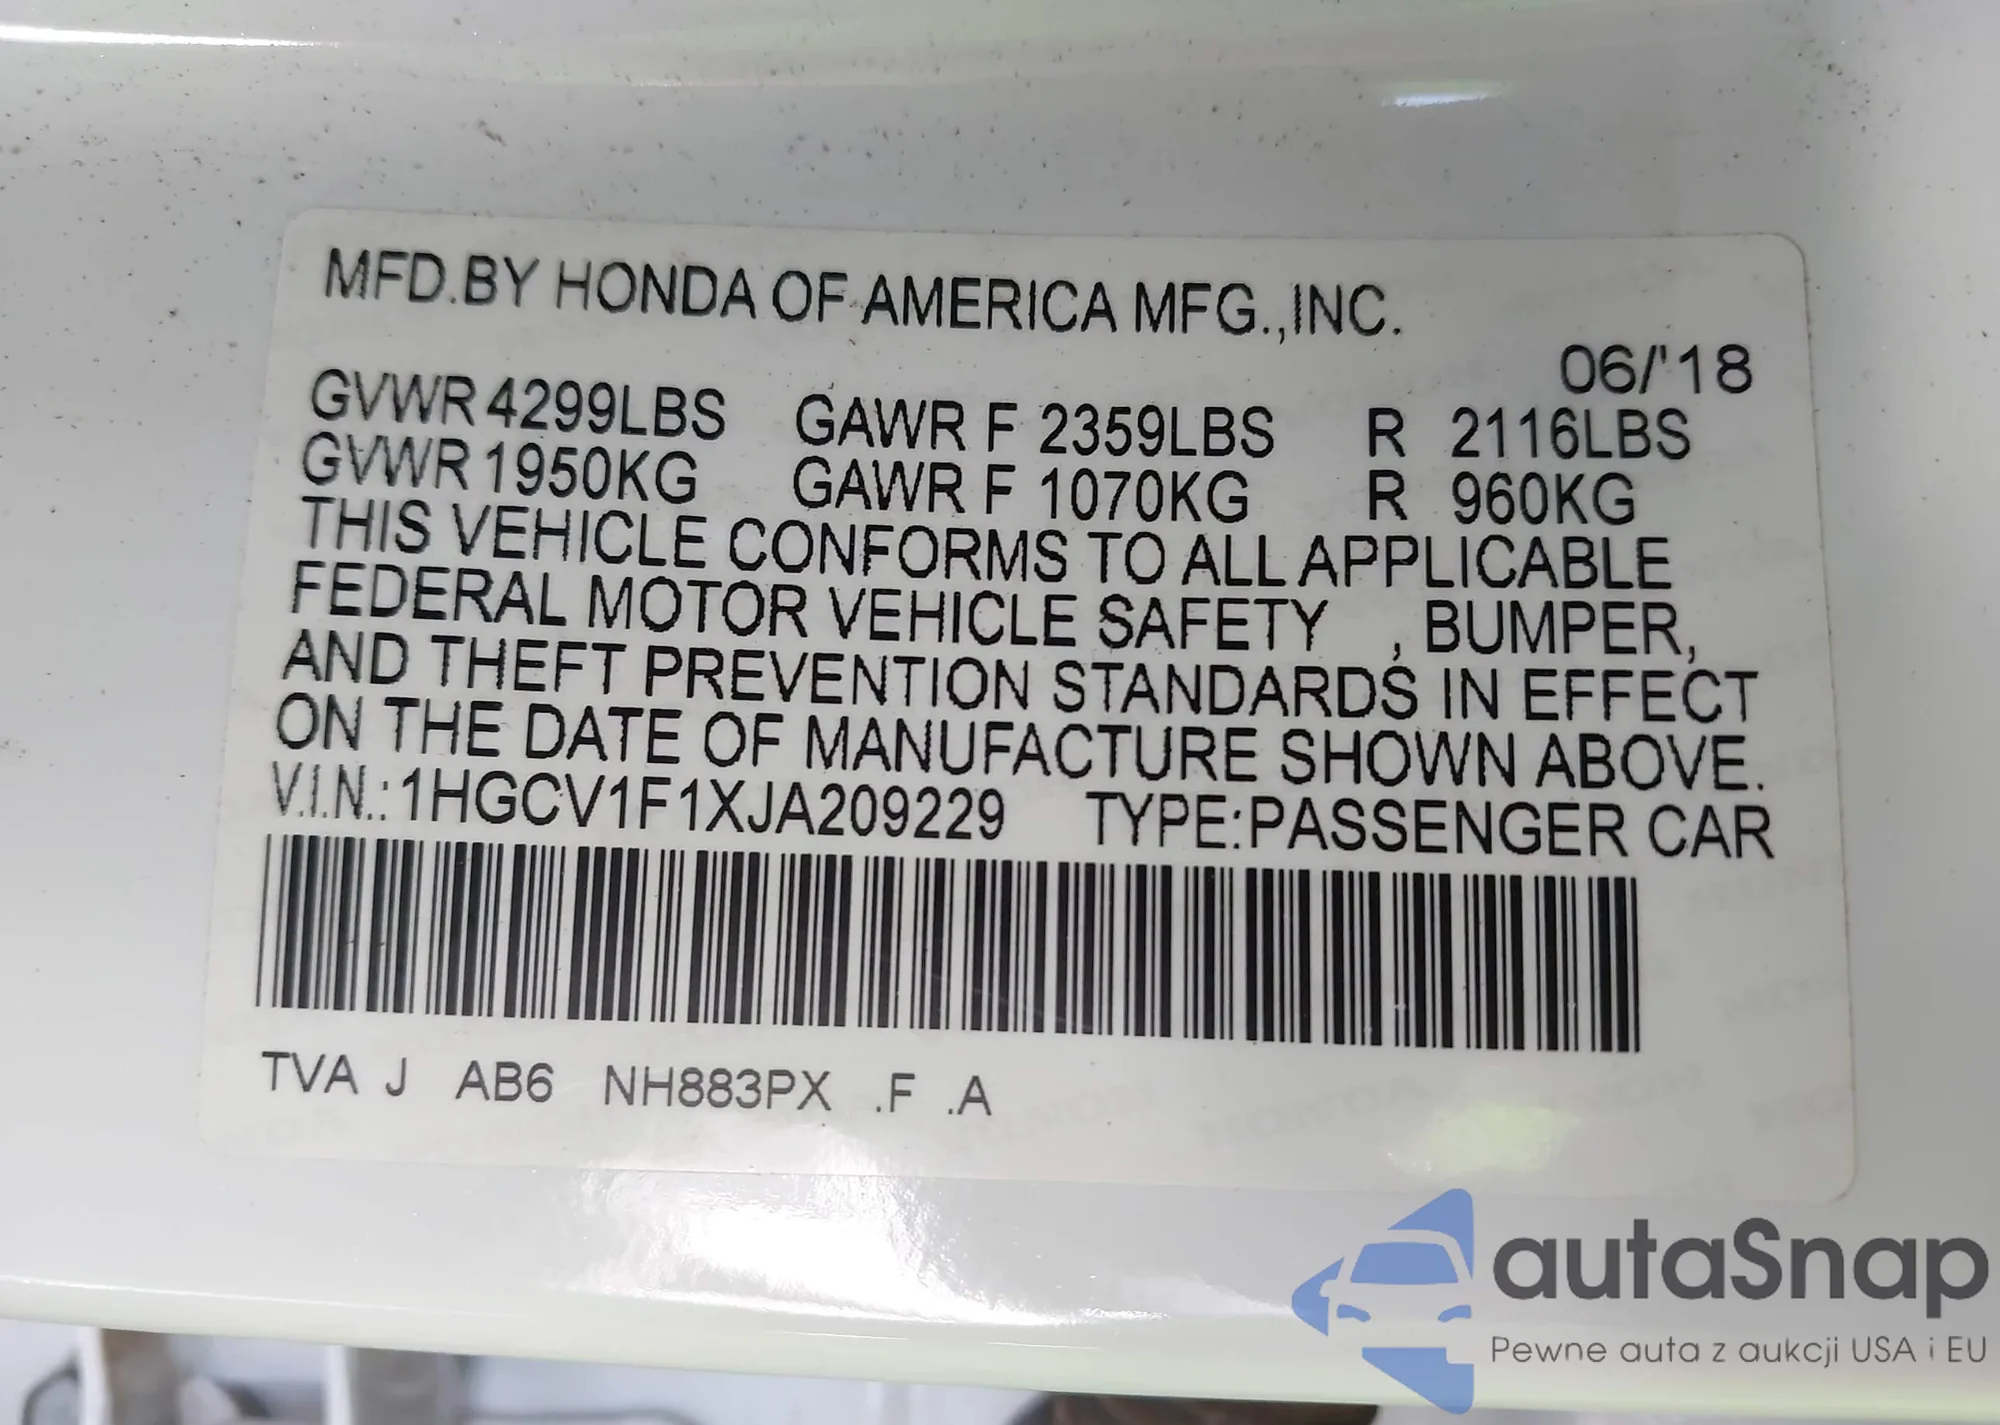 MFD.BY HONDA OF AMERICA MFG.,INC.
06/'18
GVWR 4299LBS GAWR F 2359LBS R 2116LBS
GVWR 1950KG GAWR F 1070KG R 960KG
THIS VEHICLE CONFORMS TO ALL APPLICABLE
FEDERAL MOTOR VEHICLE SAFETY , BUMPER,
AND THEFT PREVENTION STANDARDS IN EFFECT
ON THE DATE OF MANUFACTURE SHOWN ABOVE.
V.I.N.: 1HGCV1F1XJA209229 TYPE:PASSENGER CAR
TVA J AB6 NH883PX .F .A
autaSnap
Pewne auta z aukcji USA i EU